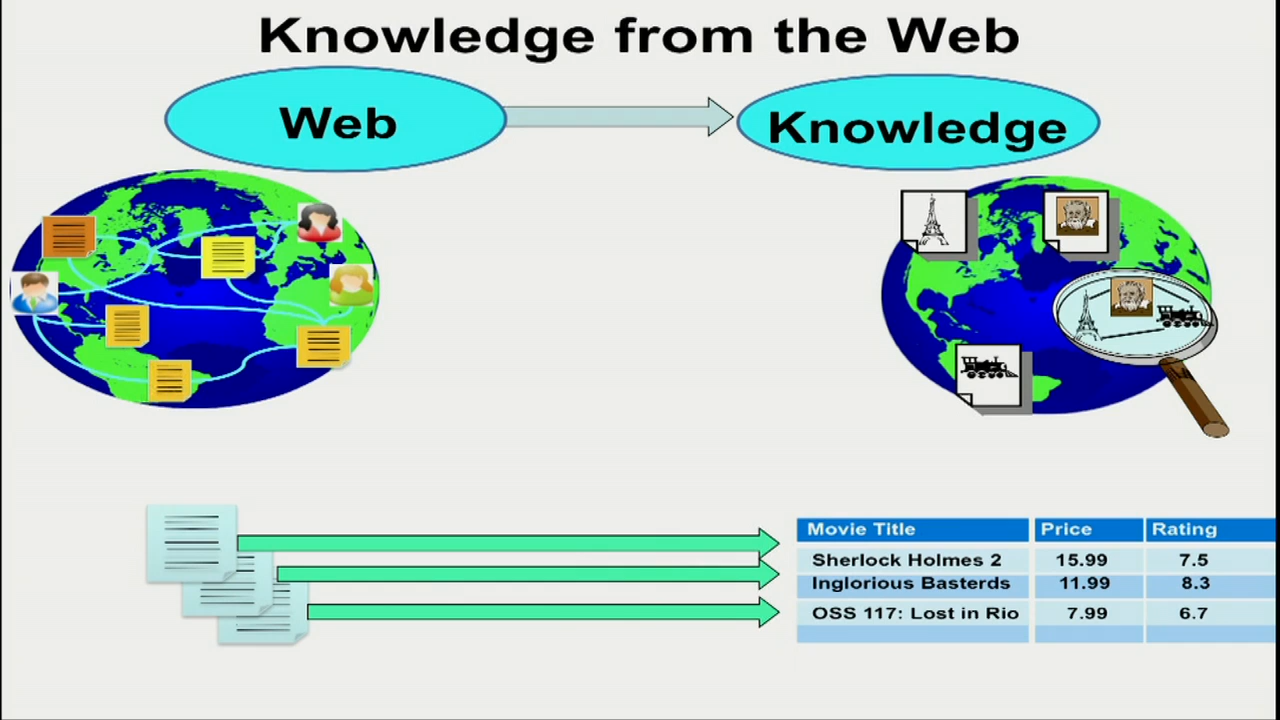 Knowledge from the Web
Web
Knowledge
Movie Title Price Rating
Sherlock Holmes 2 15.99 7.5
Inglorious Basterds 11.99 8.3
OSS 117: Lost in Rio 7.99 6.7